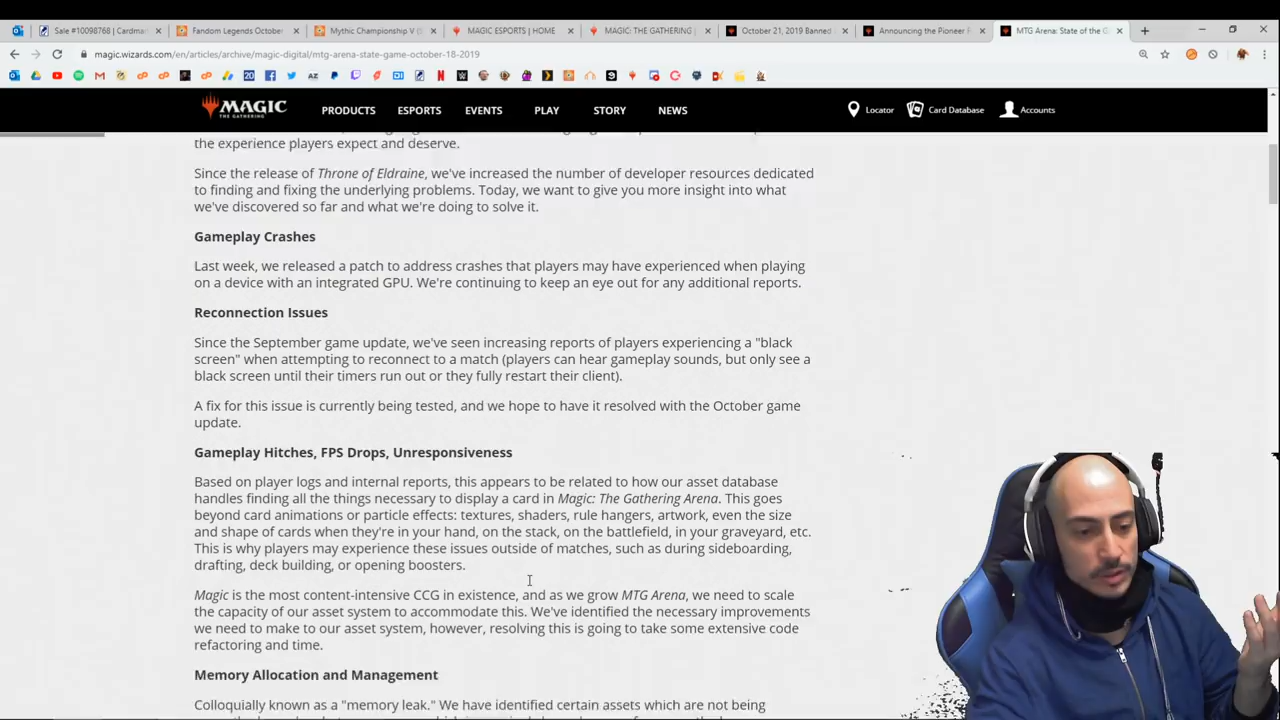 Sale #10098768 | Cardmar
Fandom Legends October
Mythic Championship V (
MAGIC ESPORTS | HOME
MAGIC: THE GATHERING |
October 21, 2019 Banned
Announcing the Pioneer F
MTG Arena: State of the G
magic.wizards.com/en/articles/archive/magic-digital/mtg-arena-state-game-october-18-2019
MAGIC
THE GATHERING
PRODUCTS
ESPORTS
EVENTS
PLAY
STORY
NEWS
Locator
Card Database
Accounts
the experience players expect and deserve.
Since the release of Throne of Eldraine, we've increased the number of developer resources dedicated
to finding and fixing the underlying problems. Today, we want to give you more insight into what
we've discovered so far and what we're doing to solve it.
Gameplay Crashes
Last week, we released a patch to address crashes that players may have experienced when playing
on a device with an integrated GPU. We're continuing to keep an eye out for any additional reports.
Reconnection Issues
Since the September game update, we've seen increasing reports of players experiencing a "black
screen" when attempting to reconnect to a match (players can hear gameplay sounds, but only see a
black screen until their timers run out or they fully restart their client).
A fix for this issue is currently being tested, and we hope to have it resolved with the October game
update.
Gameplay Hitches, FPS Drops, Unresponsiveness
Based on player logs and internal reports, this appears to be related to how our asset database
handles finding all the things necessary to display a card in Magic: The Gathering Arena. This goes
beyond card animations or particle effects: textures, shaders, rule hangers, artwork, even the size
and shape of cards when they're in your hand, on the stack, on the battlefield, in your graveyard, etc.
This is why players may experience these issues outside of matches, such as during sideboarding,
drafting, deck building, or opening boosters.
Magic is the most content-intensive CCG in existence, and as we grow MTG Arena, we need to scale
the capacity of our asset system to accommodate this. We've identified the necessary improvements
we need to make to our asset system, however, resolving this is going to take some extensive code
refactoring and time.
Memory Allocation and Management
Colloquially known as a "memory leak." We have identified certain assets which are not being